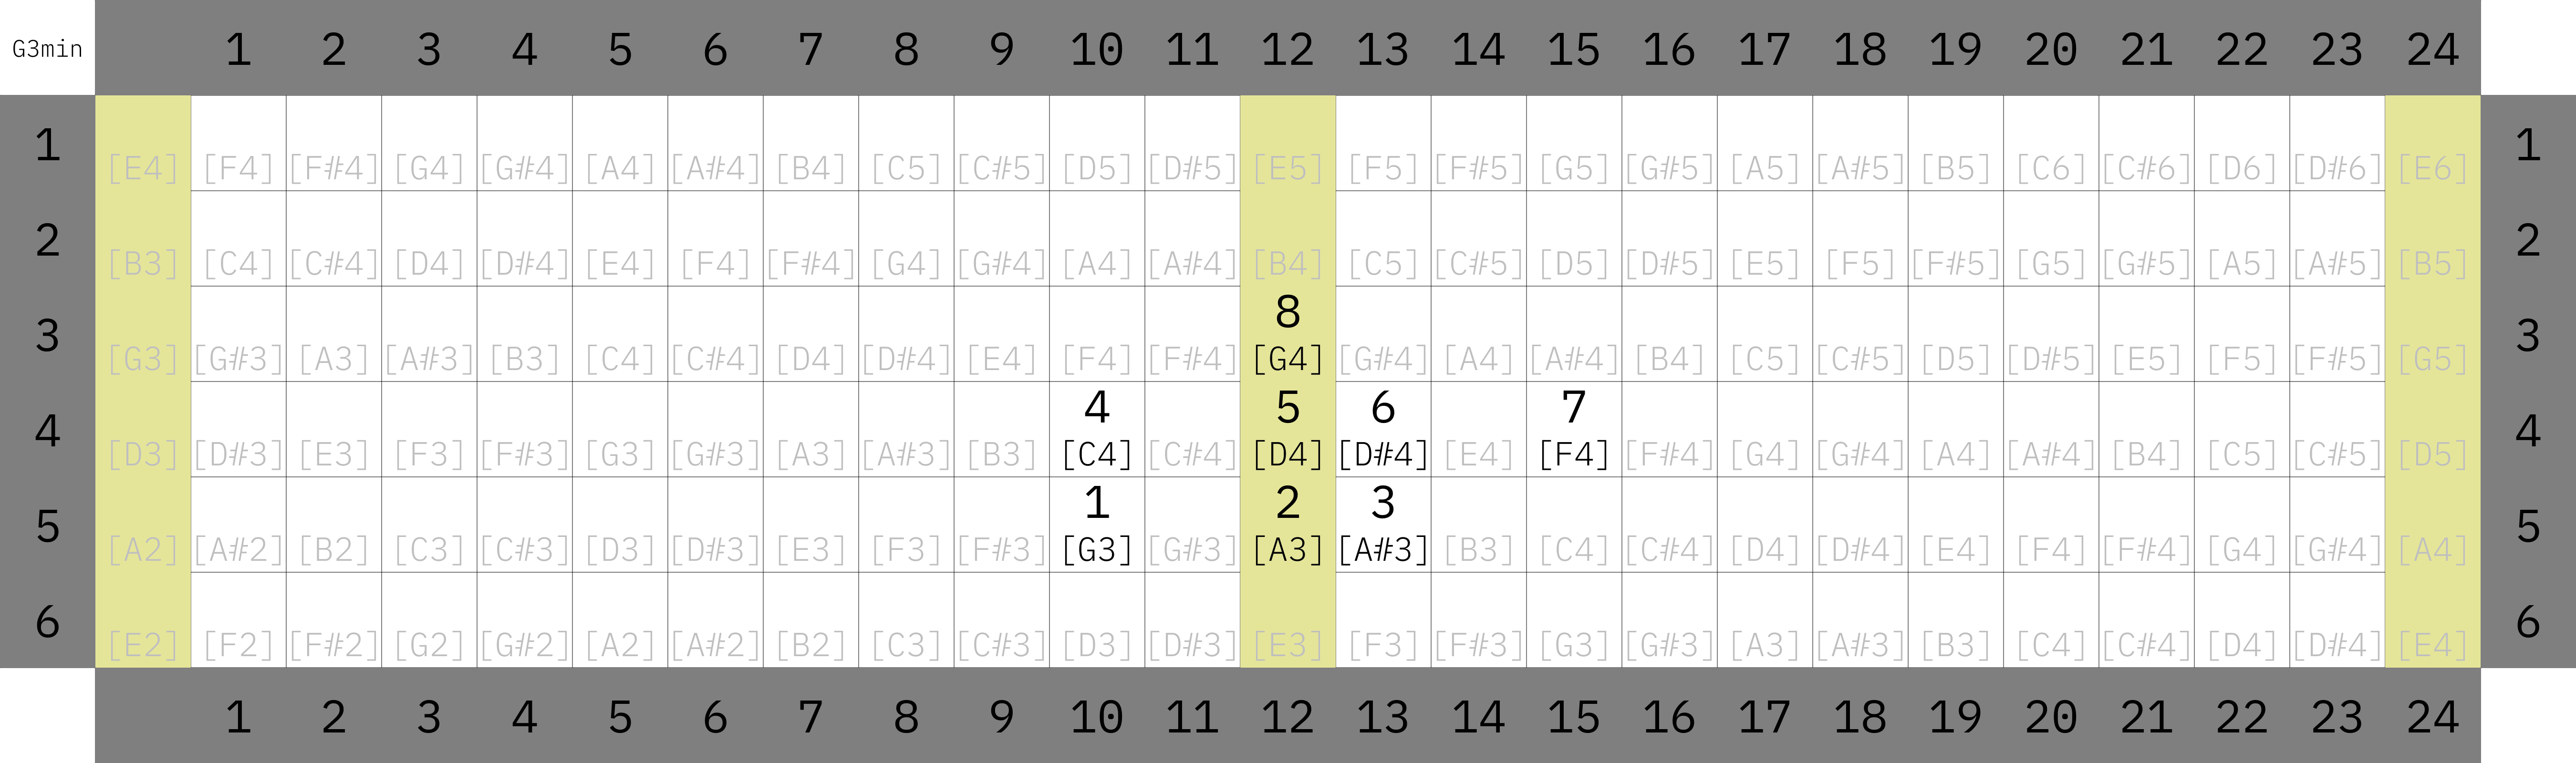 G3min 1 2 3 4 5 6 7 8 9 10 11 12 13 14 15 16 17 18 19 20 21 22 23 24
1 1
[E4] [F4] [F#4] [G4] [G#4] [A4] [A#4] [B4] [C5] [C#5] [D5] [D#5] [E5] [F5] [F#5] [G5] [G#5] [A5] [A#5] [B5] [C6] [C#6] [D6] [D#6] [E6]
2 2
[B3] [C4] [C#4] [D4] [D#4] [E4] [F4] [F#4] [G4] [G#4] [A4] [A#4] [B4] [C5] [C#5] [D5] [D#5] [E5] [F5] [F#5] [G5] [G#5] [A5] [A#5] [B5]
3 8 3
[G3] [G#3] [A3] [A#3] [B3] [C4] [C#4] [D4] [D#4] [E4] [F4] [F#4] [G4] [G#4] [A4] [A#4] [B4] [C5] [C#5] [D5] [D#5] [E5] [F5] [F#5] [G5]
4 4 5 6 7 4
[D3] [D#3] [E3] [F3] [F#3] [G3] [G#3] [A3] [A#3] [B3] [C4] [C#4] [D4] [D#4] [E4] [F4] [F#4] [G4] [G#4] [A4] [A#4] [B4] [C5] [C#5] [D5]
5 1 2 3 5
[A2] [A#2] [B2] [C3] [C#3] [D3] [D#3] [E3] [F3] [F#3] [G3] [G#3] [A3] [A#3] [B3] [C4] [C#4] [D4] [D#4] [E4] [F4] [F#4] [G4] [G#4] [A4]
6 6
[E2] [F2] [F#2] [G2] [G#2] [A2] [A#2] [B2] [C3] [C#3] [D3] [D#3] [E3] [F3] [F#3] [G3] [G#3] [A3] [A#3] [B3] [C4] [C#4] [D4] [D#4] [E4]
1 2 3 4 5 6 7 8 9 10 11 12 13 14 15 16 17 18 19 20 21 22 23 24